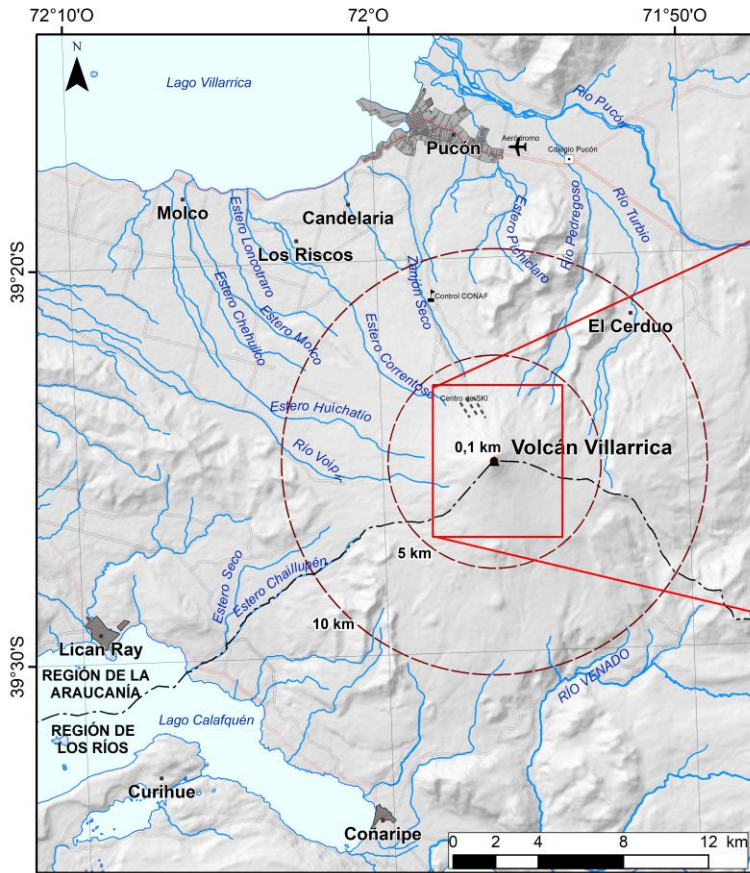 72°10'O
72°O
71°50'O
N
Lago Villarrica
Río Pucón
Aeródromo
Pucón
Colegio Pucón
Molco
Candelaria
Los Riscos
Estero Loncotraro
Estero Pichiclaro
Río Pedregoso
Río Turbio
39°20'S
Zanjón Seco
Control CONAF
El Cerduo
Estero Chehuilco
Estero Molco
Estero Correntoso
Centro de SKI
Estero Huichatio
0,1 km
Volcán Villarrica
Río Voip
5 km
Estero Seco
Estero Chaillupén
10 km
Lican Ray
39°30'S
REGIÓN DE LA
ARAUCANÍA
RÍO VENADO
Lago Calafquén
REGIÓN DE
LOS RÍOS
Curihue
Coñaripe
0 2 4 8 12 km